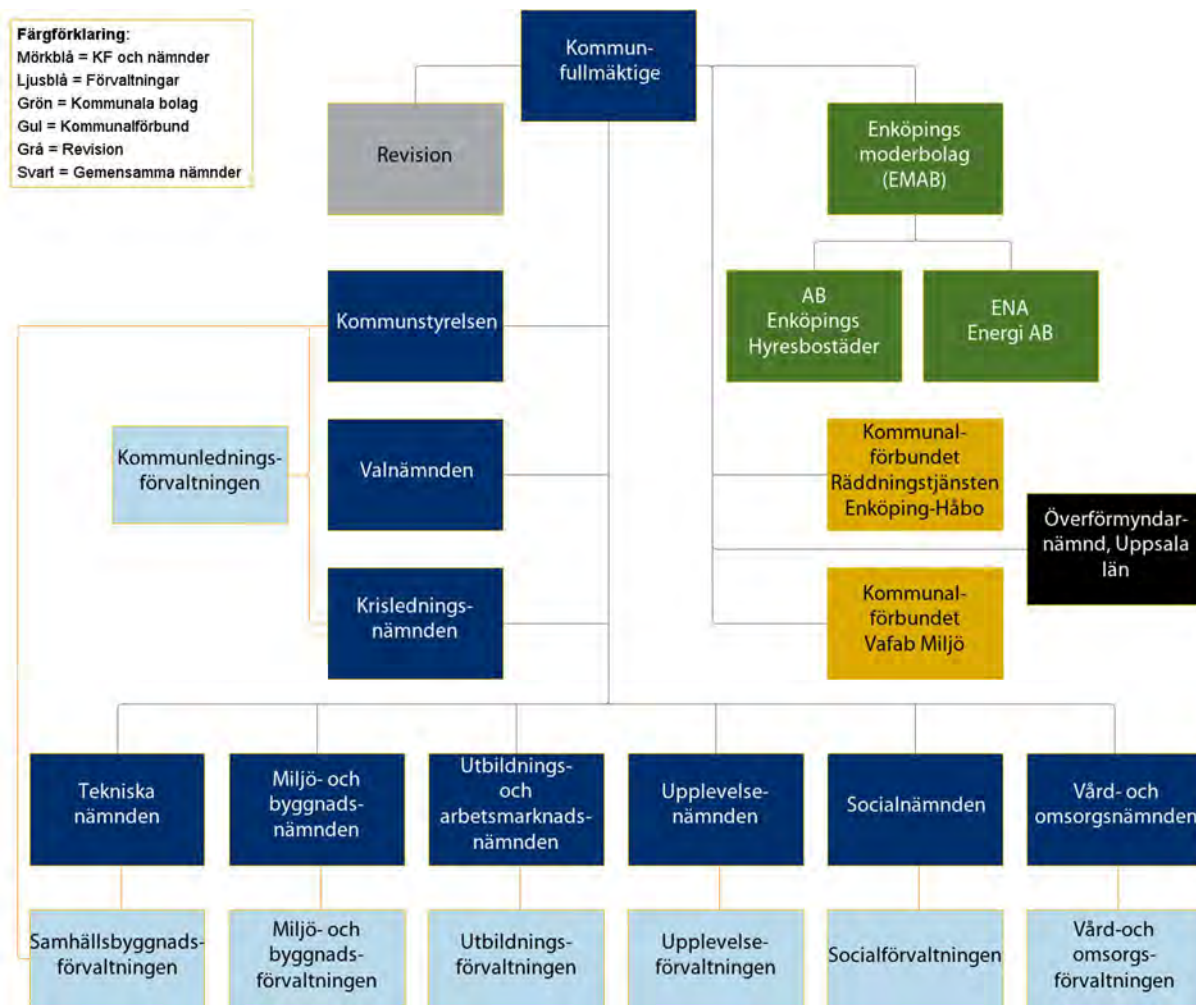 Färgförklaring:
Mörkblå = KF och nämnder
Ljusblå = Förvaltningar
Grön = Kommunala bolag
Gul = Kommunalförbund
Grå = Revision
Svart = Gemensamma nämnder
Kommun-
fullmäktige
Revision
Enköpings
moderbolag
(EMAB)
AB
Enköpings
Hyresbostäder
ENA
Energi AB
Kommunstyrelsen
Kommunlednings-
förvaltningen
Valnämnden
Kommunal-
förbundet
Räddningstjänsten
Enköping-Håbo
Överförmyndar-
nämnd, Uppsala
län
Krislednings-
nämnden
Kommunal-
förbundet
Vafab Miljö
Tekniska
nämnden
Miljö- och
byggnads-
nämnden
Utbildnings-
och
arbetsmarknads-
nämnden
Upplevelse-
nämnden
Socialnämnden
Vård- och
omsorgsnämnden
Samhällsbyggnads-
förvaltningen
Miljö- och
byggnads-
förvaltningen
Utbildnings-
förvaltningen
Upplevelse-
förvaltningen
Socialförvaltningen
Vård-och
omsorgs-
förvaltningen